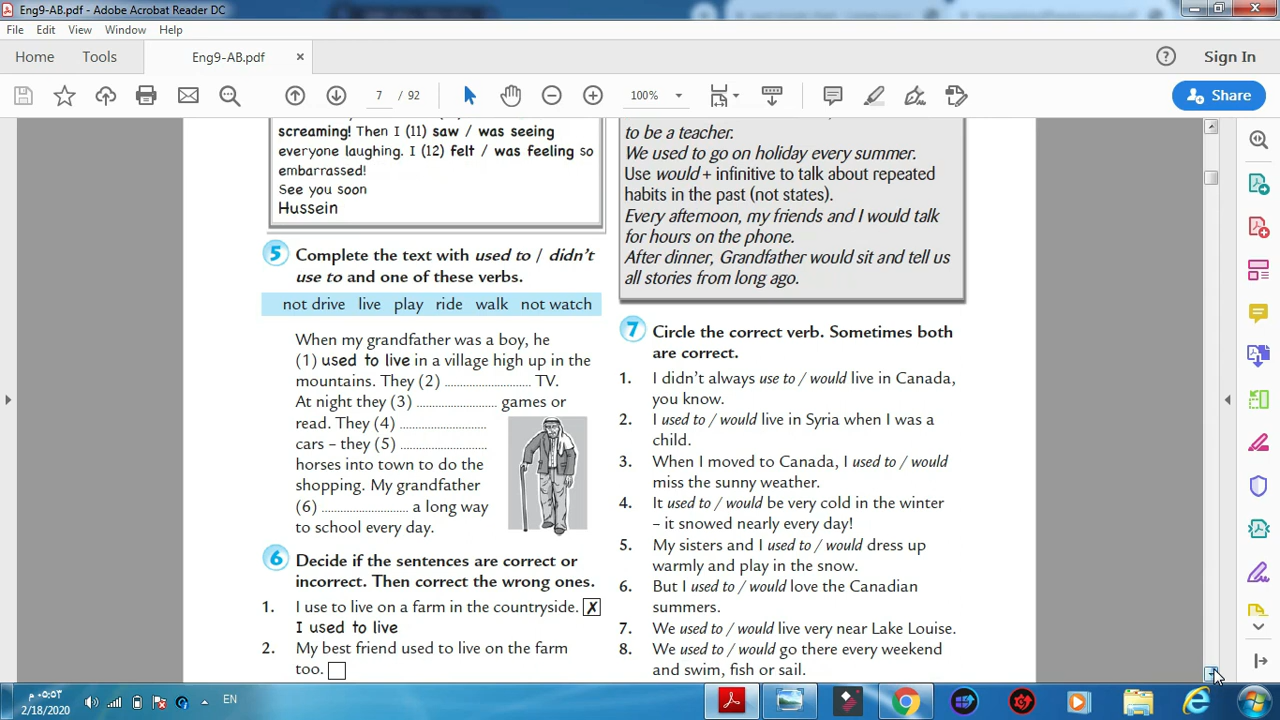 Eng9-AB.pdf - Adobe Acrobat Reader DC
File Edit View Window Help
Home Tools Eng9-AB.pdf × Sign In
7 / 92 100% Share
screaming! Then I (11) saw / was seeing
everyone laughing. I (12) felt / was feeling so
embarrassed!
See you soon
Hussein
5 Complete the text with used to / didn't
use to and one of these verbs.
not drive live play ride walk not watch
When my grandfather was a boy, he
(1) used to live in a village high up in the
mountains. They (2) .......................... TV.
At night they (3) ........................ games or
read. They (4) ..........................
cars – they (5) ..........................
horses into town to do the
shopping. My grandfather
(6) .......................... a long way
to school every day.
6 Decide if the sentences are correct or
incorrect. Then correct the wrong ones.
1. I use to live on a farm in the countryside. ✗
I used to live
2. My best friend used to live on the farm
too.
to be a teacher.
We used to go on holiday every summer.
Use would + infinitive to talk about repeated
habits in the past (not states).
Every afternoon, my friends and I would talk
for hours on the phone.
After dinner, Grandfather would sit and tell us
all stories from long ago.
7 Circle the correct verb. Sometimes both
are correct.
1. I didn't always use to / would live in Canada,
you know.
2. I used to / would live in Syria when I was a
child.
3. When I moved to Canada, I used to / would
miss the sunny weather.
4. It used to / would be very cold in the winter
– it snowed nearly every day!
5. My sisters and I used to / would dress up
warmly and play in the snow.
6. But I used to / would love the Canadian
summers.
7. We used to / would live very near Lake Louise.
8. We used to / would go there every weekend
and swim, fish or sail.
م ٠٥:٥٣
2/18/2020
EN